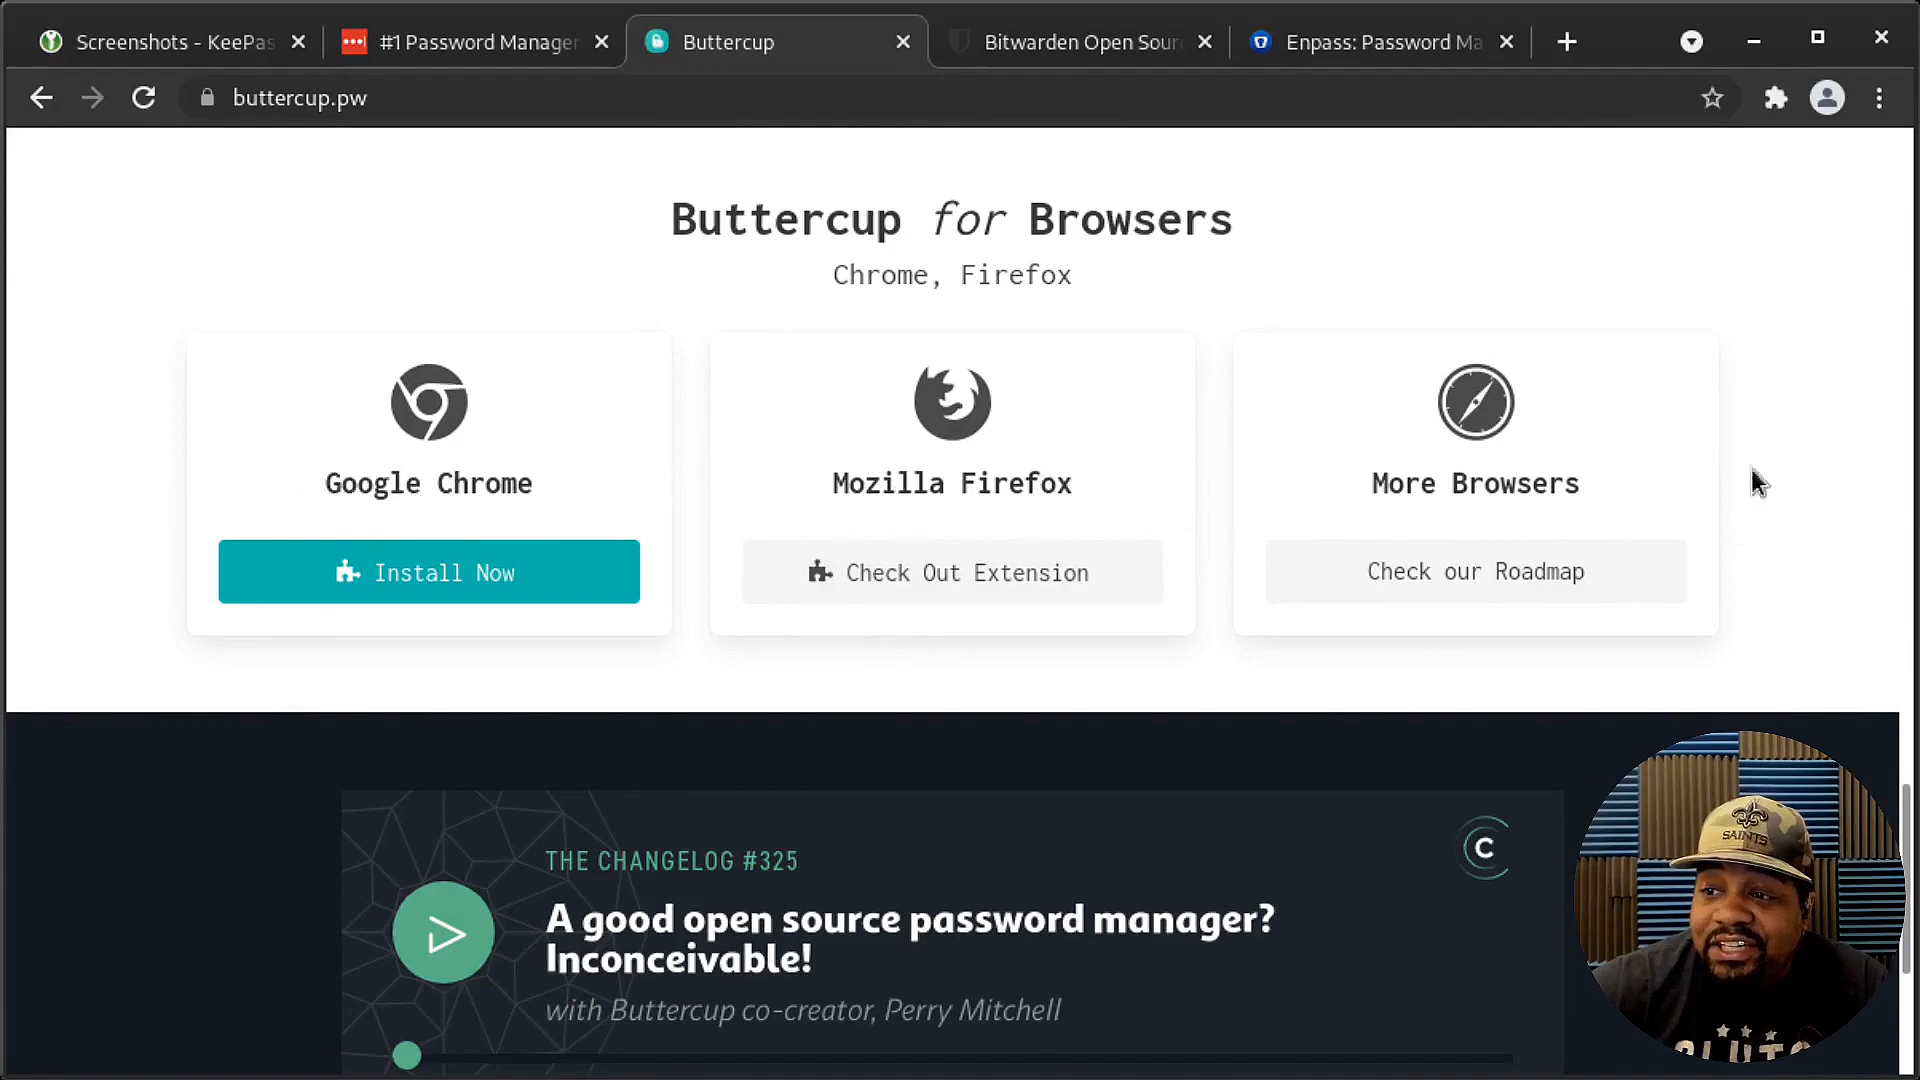 Screenshots - KeePas
#1 Password Manager
Buttercup
Bitwarden Open Sour
Enpass: Password Ma
buttercup.pw
Buttercup for Browsers
Chrome, Firefox
Google Chrome
Mozilla Firefox
More Browsers
Install Now
Check Out Extension
Check our Roadmap
THE CHANGELOG #325
C
A good open source password manager?
Inconceivable!
with Buttercup co-creator, Perry Mitchell
SAINTS